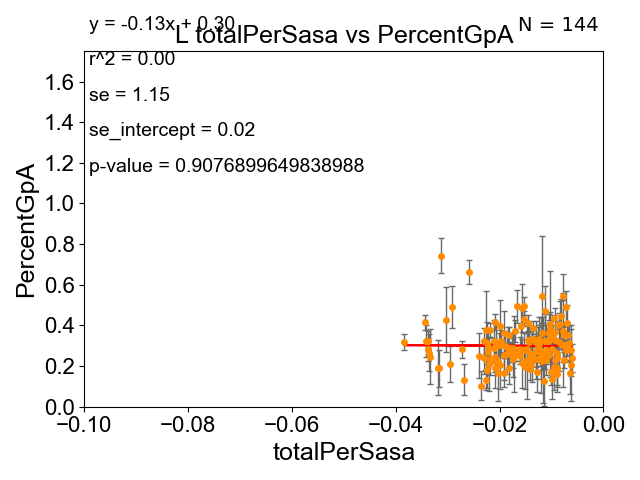 y = -0.13x + 0.30
N = 144
L totalPerSasa vs PercentGpA
r^2 = 0.00
se = 1.15
se_intercept = 0.02
p-value = 0.9076899649838988
PercentGpA
1.6
1.4
1.2
1.0
0.8
0.6
0.4
0.2
0.0
−0.10 −0.08 −0.06 −0.04 −0.02 0.00
totalPerSasa